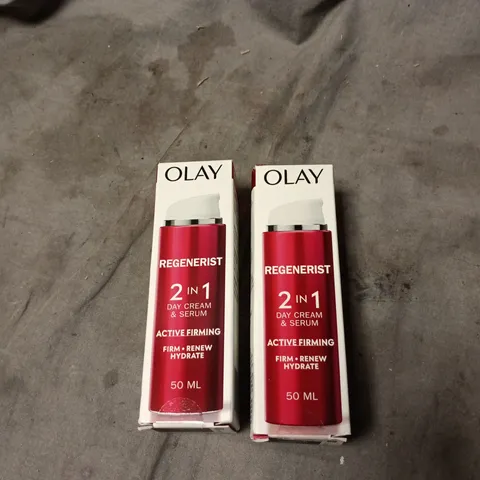 OLAY
REGENERIST
2 IN 1
DAY CREAM
& SERUM
ACTIVE FIRMING
FIRM • RENEW
HYDRATE
50 ML
OLAY
REGENERIST
2 IN 1
DAY CREAM
& SERUM
ACTIVE FIRMING
FIRM • RENEW
HYDRATE
50 ML